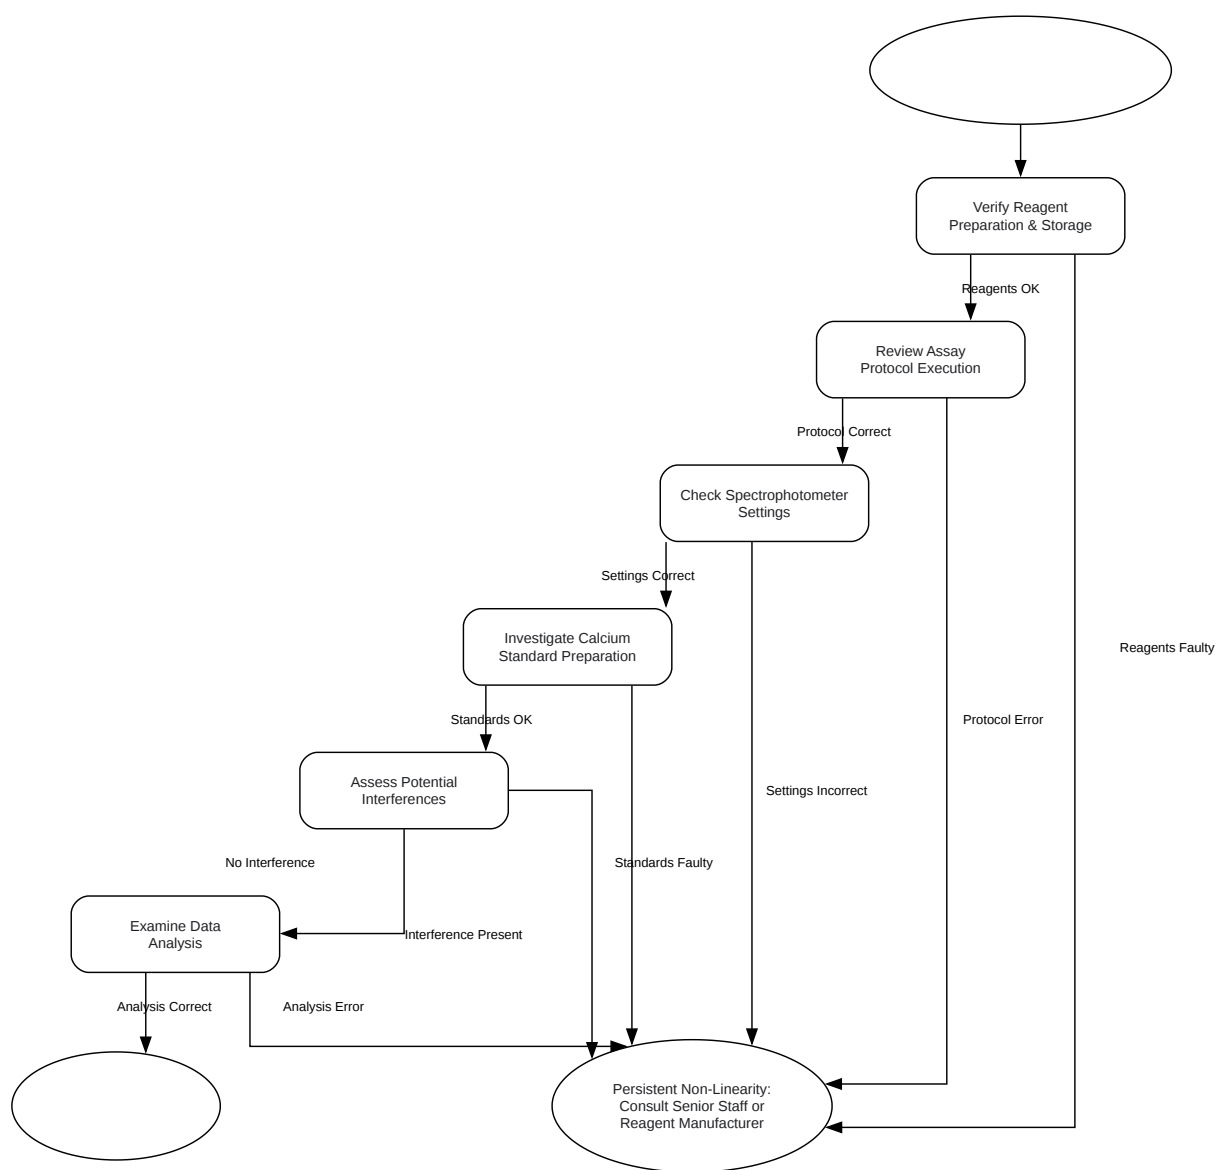 Verify Reagent
Preparation & Storage
Reagents OK
Review Assay
Protocol Execution
Protocol Correct
Check Spectrophotometer
Settings
Settings Correct
Investigate Calcium
Standard Preparation
Reagents Faulty
Standards OK
Protocol Error
Assess Potential
Interferences
Settings Incorrect
No Interference
Standards Faulty
Examine Data
Analysis
Interference Present
Analysis Correct
Analysis Error
Persistent Non-Linearity:
Consult Senior Staff or
Reagent Manufacturer